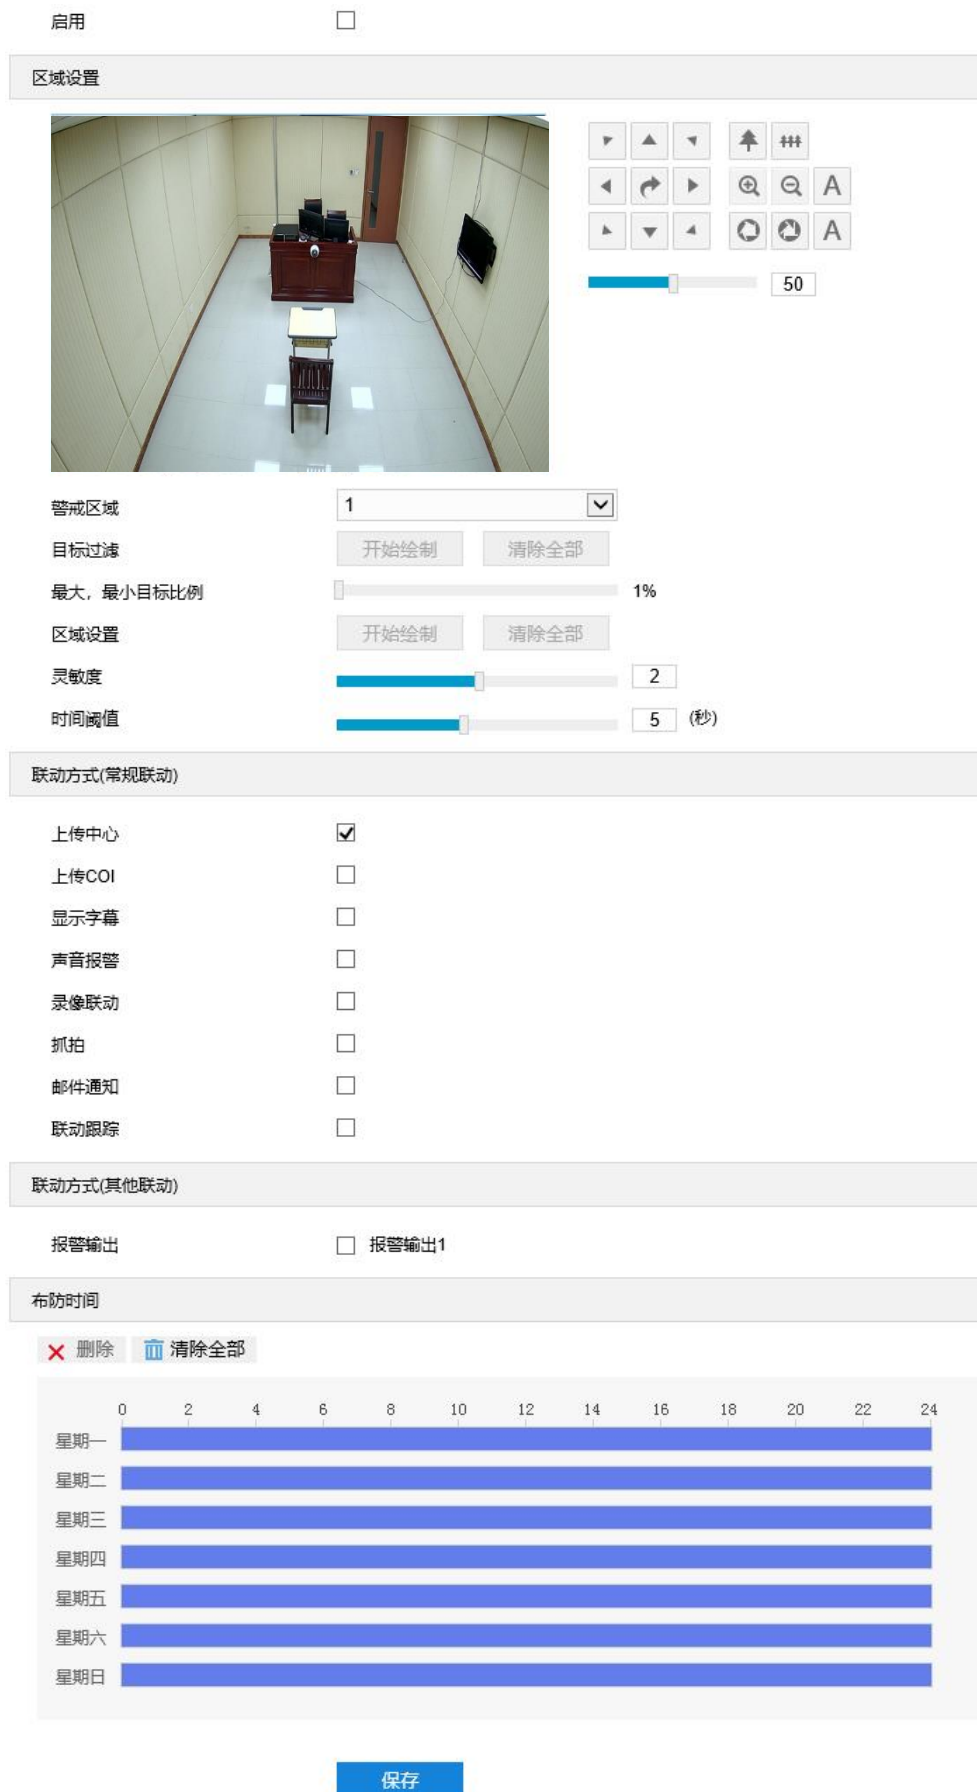 启用
区域设置
50
警戒区域 1
目标过滤 开始绘制 清除全部
最大，最小目标比例 1%
区域设置 开始绘制 清除全部
灵敏度 2
时间阈值 5 (秒)
联动方式(常规联动)
上传中心
上传COI
显示字幕
声音报警
录像联动
抓拍
邮件通知
联动跟踪
联动方式(其他联动)
报警输出 报警输出1
布防时间
删除 清除全部
0 2 4 6 8 10 12 14 16 18 20 22 24
星期一
星期二
星期三
星期四
星期五
星期六
星期日
保存